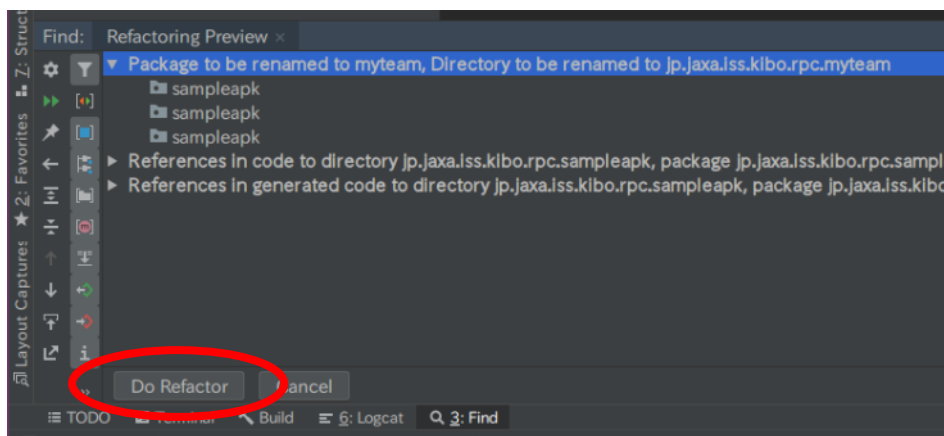 Find: Refactoring Preview ×
Package to be renamed to myteam, Directory to be renamed to jp.jaxa.iss.kibo.rpc.myteam
sampleapk
sampleapk
sampleapk
References in code to directory jp.jaxa.iss.kibo.rpc.sampleapk, package jp.jaxa.iss.kibo.rpc.sampl
References in generated code to directory jp.jaxa.iss.kibo.rpc.sampleapk, package jp.jaxa.iss.kibo
Z: Struct
2: Favorites
Layout Captures
Do Refactor Cancel
TODO Terminal Build 6: Logcat 3: Find